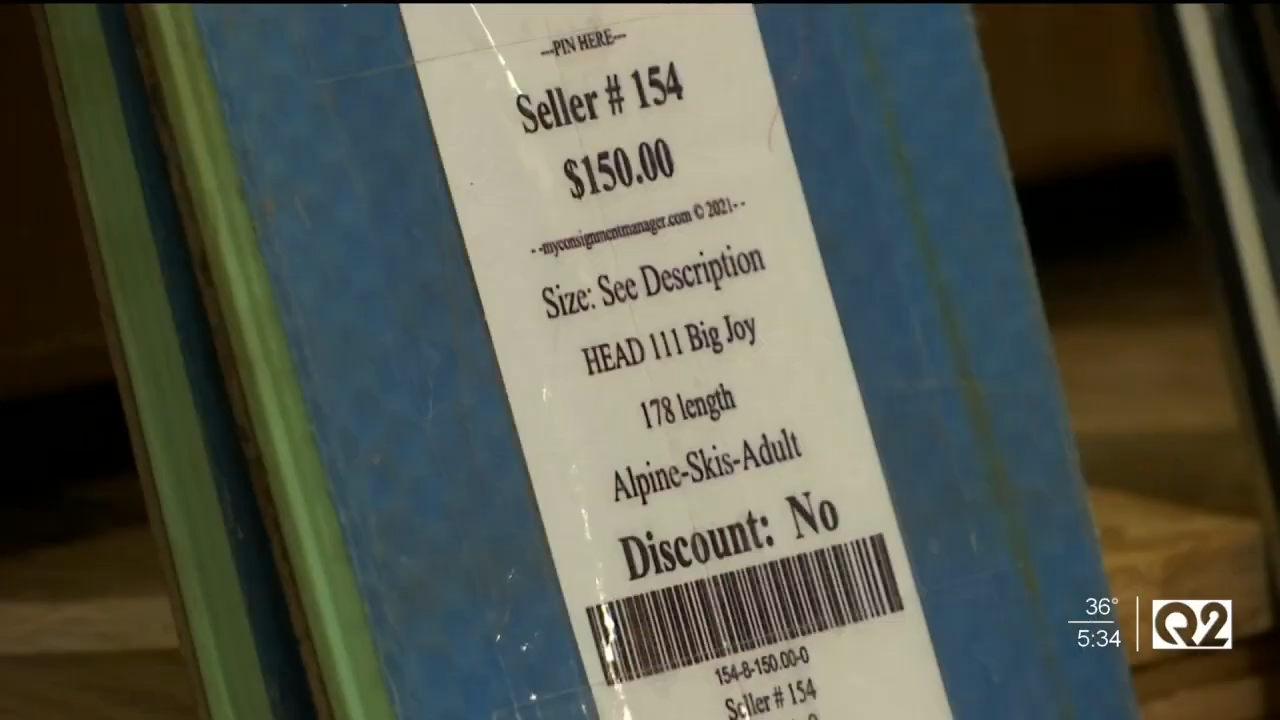 ---PIN HERE---
Seller # 154
$150.00
- -myconsignmentmanager.com © 2021- -
Size: See Description
HEAD 111 Big Joy
178 length
Alpine-Skis-Adult
Discount: No
154-8-150.00-0
Seller # 154
36°
5:34
Q2